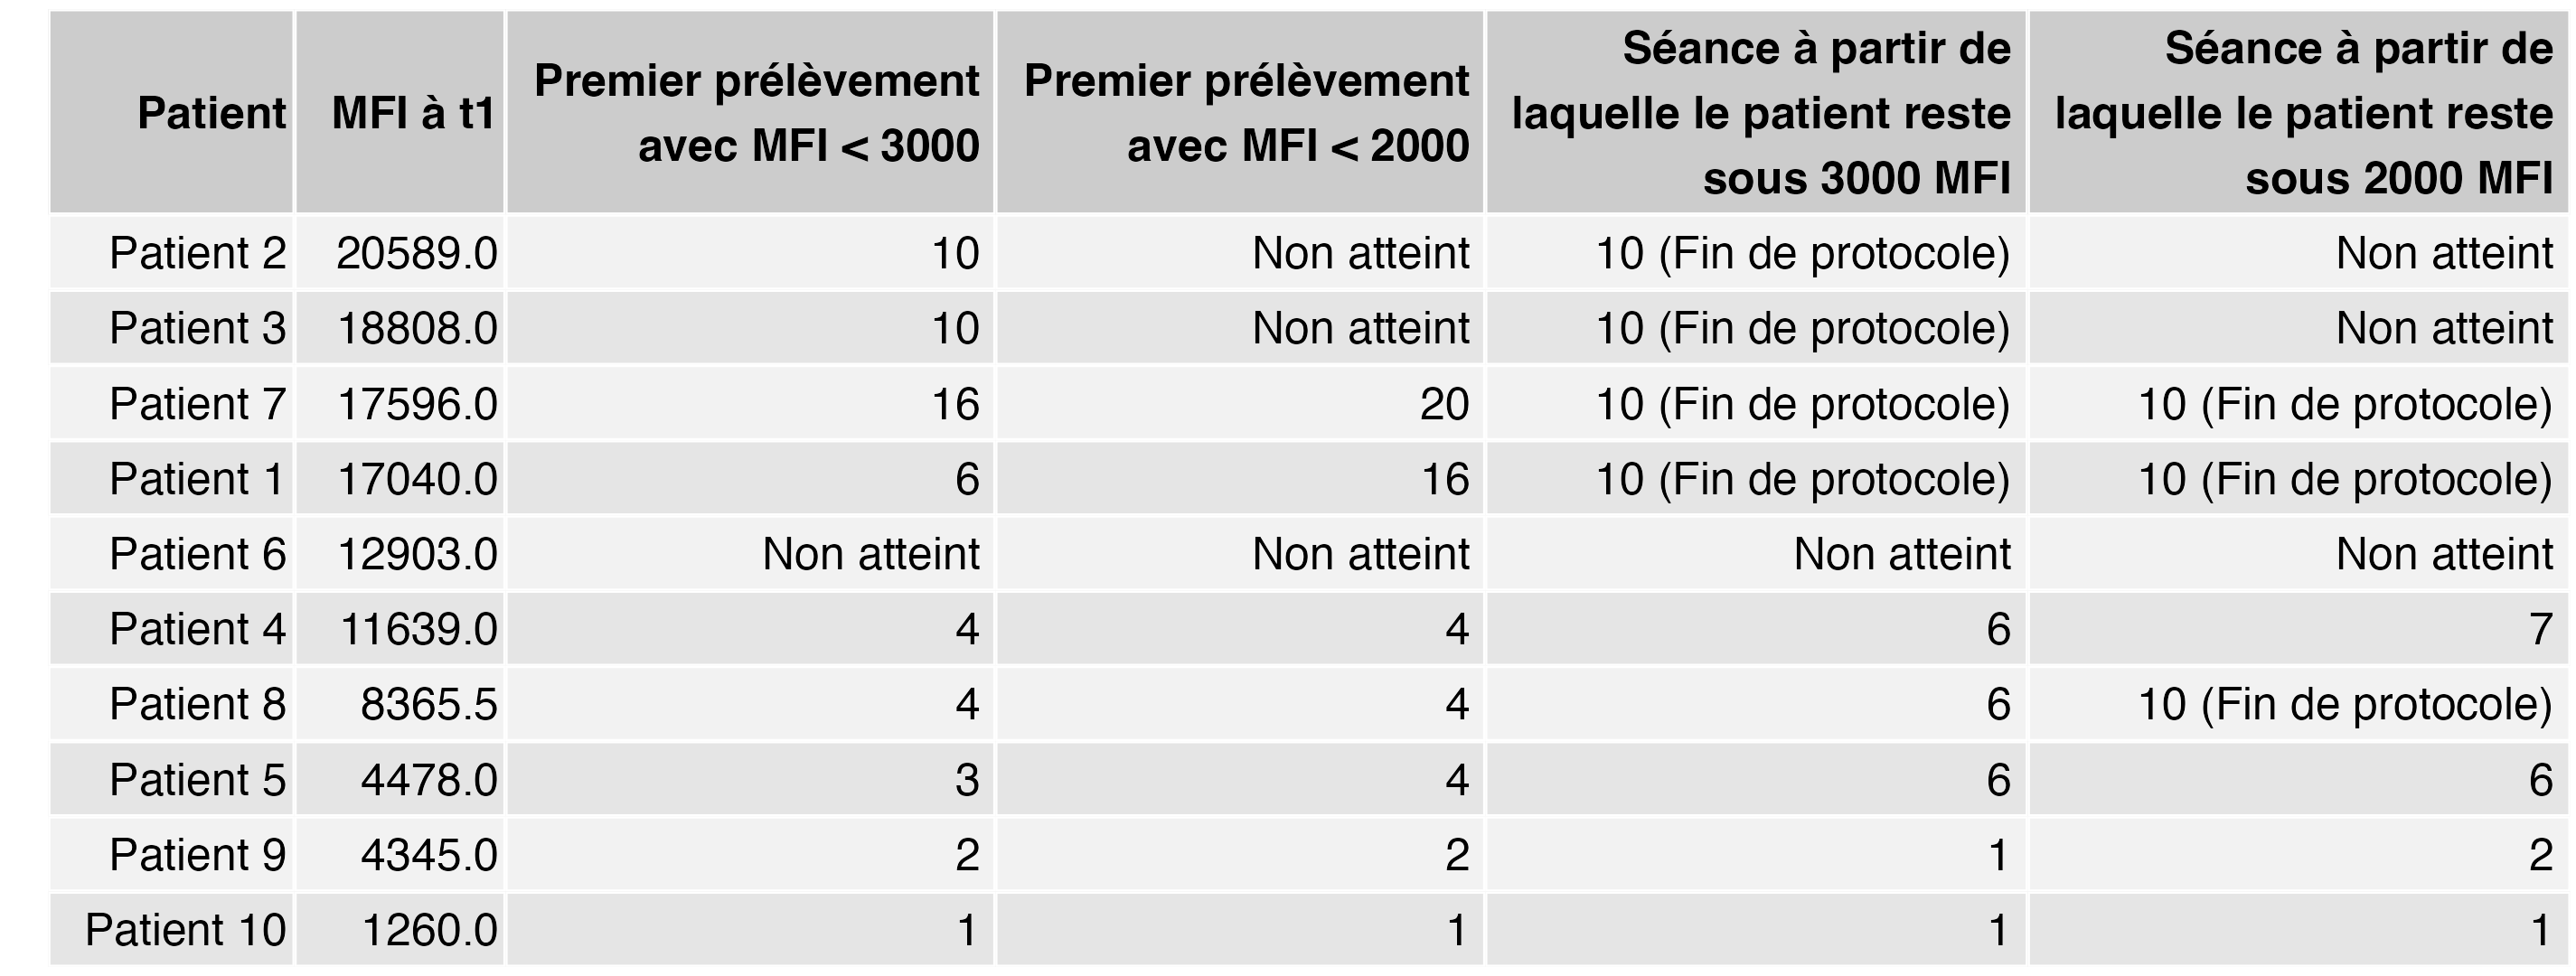 Patient MFI à t1 Premier prélèvement avec MFI < 3000 Premier prélèvement avec MFI < 2000 Séance à partir de laquelle le patient reste sous 3000 MFI Séance à partir de laquelle le patient reste sous 2000 MFI
Patient 2 20589.0 10 Non atteint 10 (Fin de protocole) Non atteint
Patient 3 18808.0 10 Non atteint 10 (Fin de protocole) Non atteint
Patient 7 17596.0 16 20 10 (Fin de protocole) 10 (Fin de protocole)
Patient 1 17040.0 6 16 10 (Fin de protocole) 10 (Fin de protocole)
Patient 6 12903.0 Non atteint Non atteint Non atteint Non atteint
Patient 4 11639.0 4 4 6 7
Patient 8 8365.5 4 4 6 10 (Fin de protocole)
Patient 5 4478.0 3 4 6 6
Patient 9 4345.0 2 2 1 2
Patient 10 1260.0 1 1 1 1